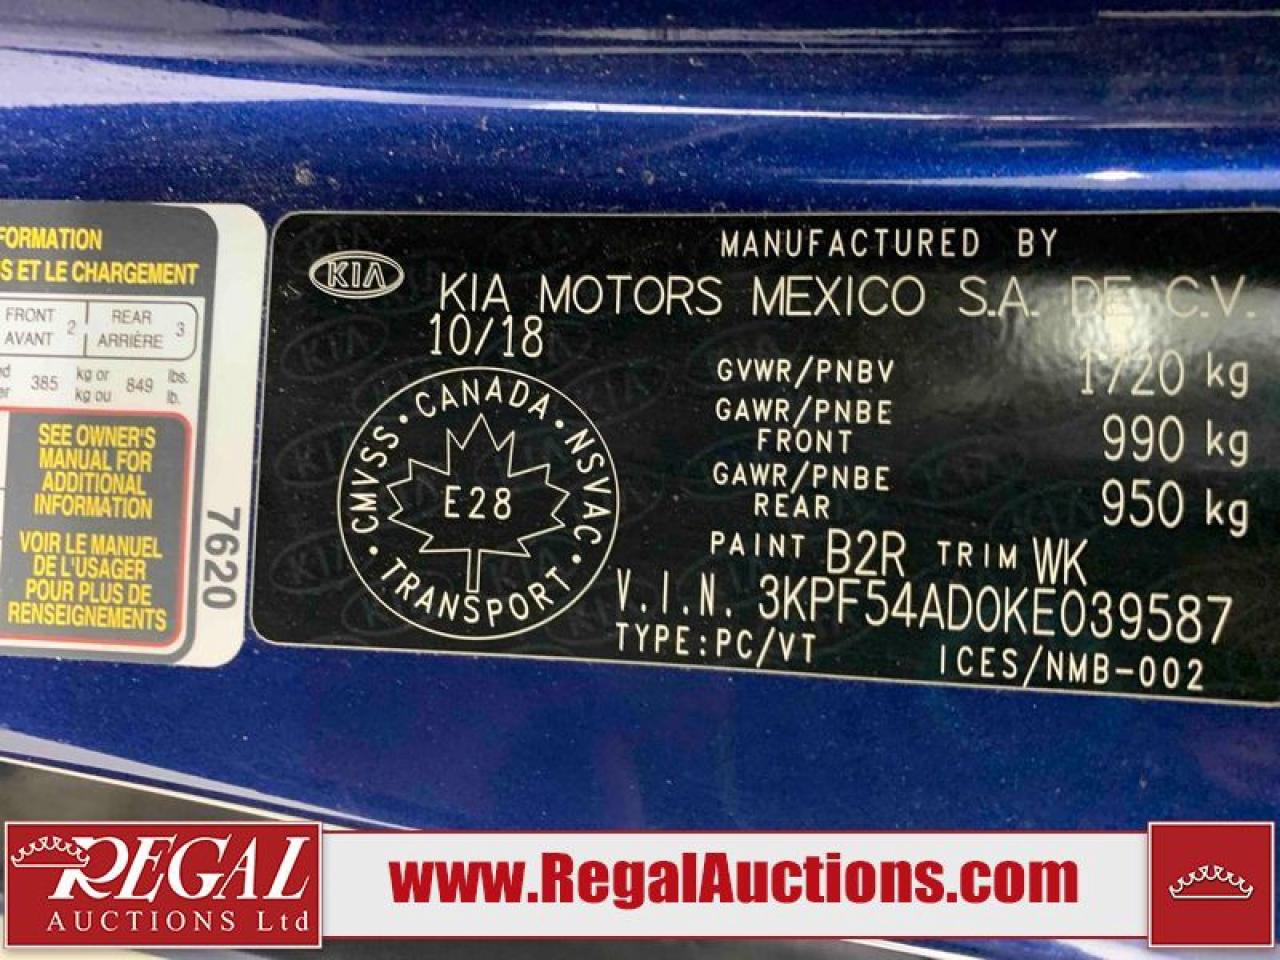 FORMATION
S ET LE CHARGEMENT
FRONT AVANT 2 REAR ARRIÈRE 3
385 kg or kg ou 849 lbs. lb.
SEE OWNER'S
MANUAL FOR
ADDITIONAL
INFORMATION
VOIR LE MANUEL
DE L'USAGER
POUR PLUS DE
RENSEIGNEMENTS
7620
KIA
MANUFACTURED BY
KIA MOTORS MEXICO S.A. DE C.V.
10/18
CANADA · NSVAC · TRANSPORT · CMVSS ·
E28
GVWR/PNBV 1720 kg
GAWR/PNBE
FRONT 990 kg
GAWR/PNBE
REAR 950 kg
PAINT B2R TRIM WK
V.I.N. 3KPF54AD0KE039587
TYPE:PC/VT ICES/NMB-002
REGAL
AUCTIONS Ltd
www.RegalAuctions.com